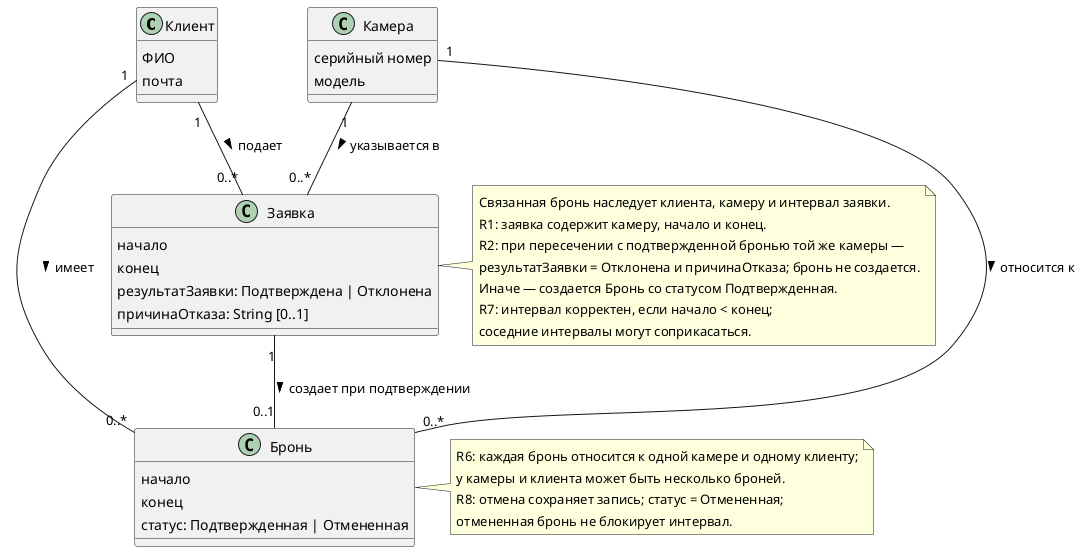 C Клиент
ФИО
почта
C Камера
серийный номер
модель
1
1
1
1
подает
указывается в
0..*
0..*
C Заявка
начало
конец
результатЗаявки: Подтверждена | Отклонена
причинаОтказа: String [0..1]
Связанная бронь наследует клиента, камеру и интервал заявки.
R1: заявка содержит камеру, начало и конец.
R2: при пересечении с подтвержденной бронью той же камеры —
результатЗаявки = Отклонена и причинаОтказа; бронь не создается.
Иначе — создается Бронь со статусом Подтвержденная.
R7: интервал корректен, если начало < конец;
соседние интервалы могут соприкасаться.
имеет
относится к
1
создает при подтверждении
0..1
0..*
0..*
C Бронь
начало
конец
статус: Подтвержденная | Отмененная
R6: каждая бронь относится к одной камере и одному клиенту;
у камеры и клиента может быть несколько броней.
R8: отмена сохраняет запись; статус = Отмененная;
отмененная бронь не блокирует интервал.